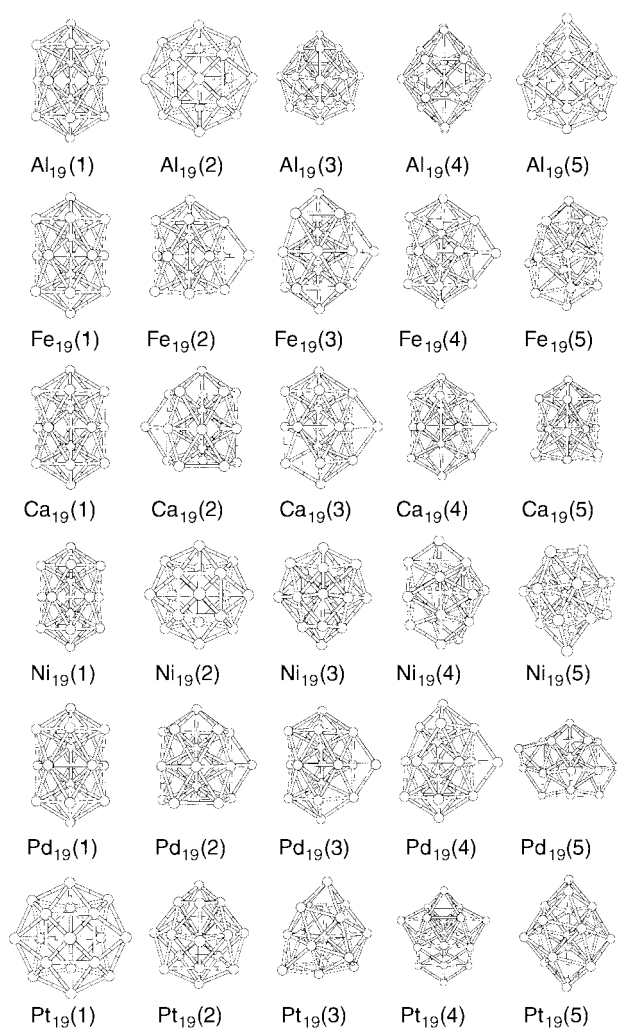 Al₁₉(1) Al₁₉(2) Al₁₉(3) Al₁₉(4) Al₁₉(5)
Fe₁₉(1) Fe₁₉(2) Fe₁₉(3) Fe₁₉(4) Fe₁₉(5)
Ca₁₉(1) Ca₁₉(2) Ca₁₉(3) Ca₁₉(4) Ca₁₉(5)
Ni₁₉(1) Ni₁₉(2) Ni₁₉(3) Ni₁₉(4) Ni₁₉(5)
Pd₁₉(1) Pd₁₉(2) Pd₁₉(3) Pd₁₉(4) Pd₁₉(5)
Pt₁₉(1) Pt₁₉(2) Pt₁₉(3) Pt₁₉(4) Pt₁₉(5)